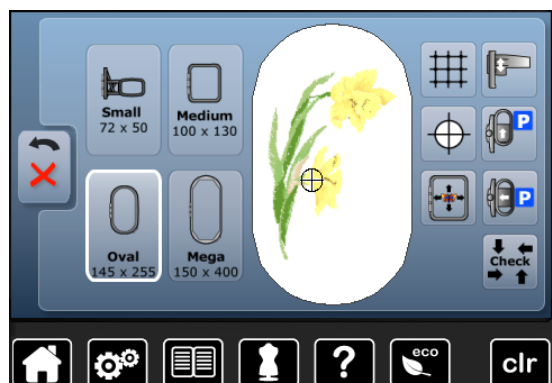 Small
72 x 50
Medium
100 x 130
Oval
145 x 255
Mega
150 x 400
P
P
Check
?
eco
clr